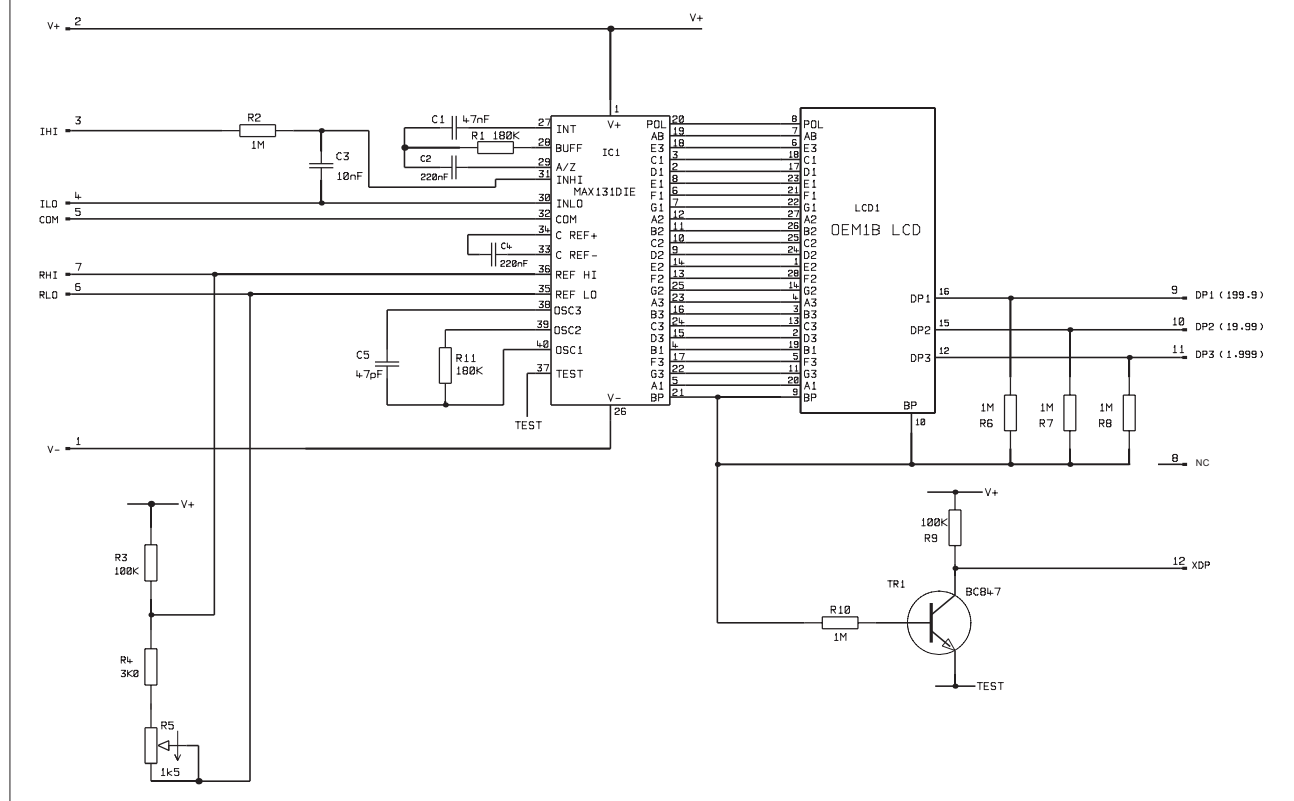 V+ 2 V+
IHI 3
R2
1M
C3
10nF
ILO 4
COM 5
RHI 7
RLO 6
V- 1
C1 47nF
R1 180K
C2
220nF
C4
220nF
C5
47pF
R11
180K
TEST
1
V+
IC1
MAX131DIE
27 INT
28 BUFF
29 A/Z
31 INHI
30 INLO
32 COM
34 C REF+
33 C REF-
36 REF HI
35 REF LO
38 OSC3
39 OSC2
40 OSC1
37 TEST
V-
26
POL 20 8 POL
AB 19 7 AB
E3 18 6 E3
C1 3 18 C1
D1 2 17 D1
E1 8 23 E1
F1 6 21 F1
G1 7 22 G1
A2 12 27 A2
B2 11 26 B2
C2 10 25 C2
D2 9 24 D2
E2 14 1 E2
F2 13 28 F2
G2 25 14 G2
A3 23 4 A3
B3 16 3 B3
C3 24 13 C3
D3 15 2 D3
B1 4 19 B1
F3 17 5 F3
G3 22 11 G3
A1 5 20 A1
BP 21 9 BP
LCD1
OEM1B LCD
DP1 16 9 DP1 (199.9)
DP2 15 10 DP2 (19.99)
DP3 12 11 DP3 (1.999)
BP
10
1M
R6
1M
R7
1M
R8
8 NC
V+
R3
100K
R4
3K0
R5
1k5
V+
100K
R9
12 XDP
TR1
BC847
R10
1M
TEST